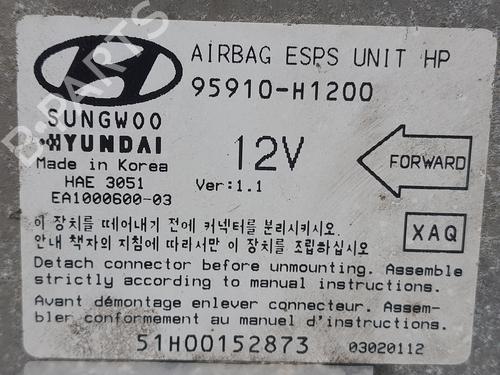 AIRBAG ESPS UNIT HP
95910-H1200
SUNGWOO
HYUNDAI
Made in Korea
HAE 3051
EA1000600-03
12V
Ver:1.1
FORWARD
XAQ
이 장치를 떼어내기 전에 커넥터를 분리시키시오.
안내 책자의 지침에 따라서만 이 장치를 조립하십시오
Detach connector before unmounting. Assemble
strictly according to manual instructions.
Avant démontage enlever connecteur. Assem-
bler conformement au manuel d'instructions.
51H00152873
03020112
B-PARTS